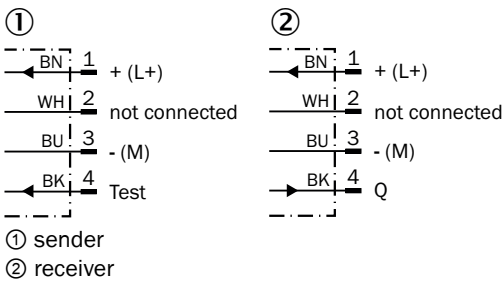 ① ②
BN 1 + (L+) BN 1 + (L+)
WH 2 not connected WH 2 not connected
BU 3 - (M) BU 3 - (M)
BK 4 Test BK 4 Q
① sender
② receiver